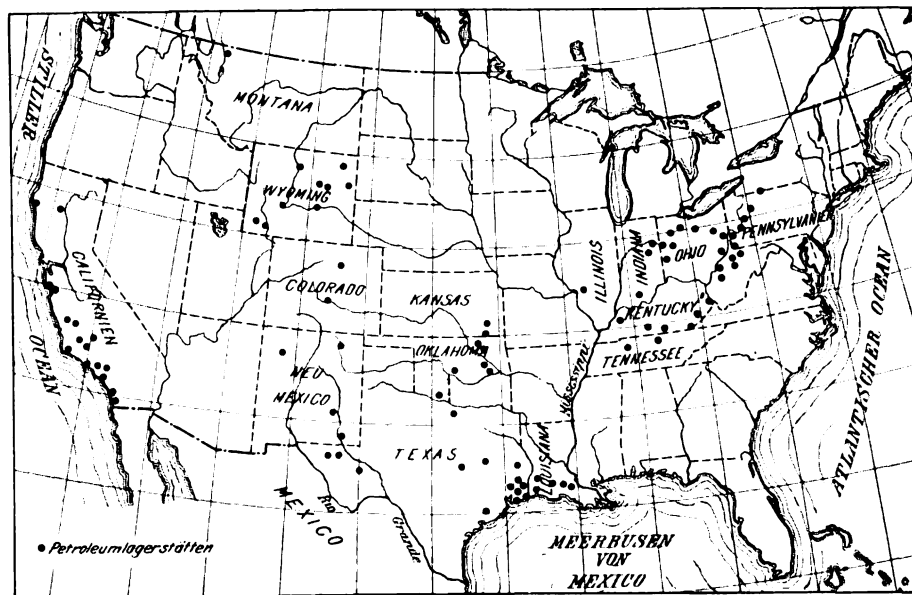 STILLER
OCEAN
MONTANA
WYOMING
CALIFORNIEN
COLORADO
KANSAS
NEU
MEXICO
OKLAHOMA
TEXAS
LOUISIANA
MISSISSIPPI
ILLINOIS
INDIANA
OHIO
PENNSYLVANIEN
KENTUCKY
TENNESSEE
ATLANTISCHER OCEAN
MEXICO
Rio
Grande
MEERBUSEN
VON
MEXICO
Petroleumlagerstätten